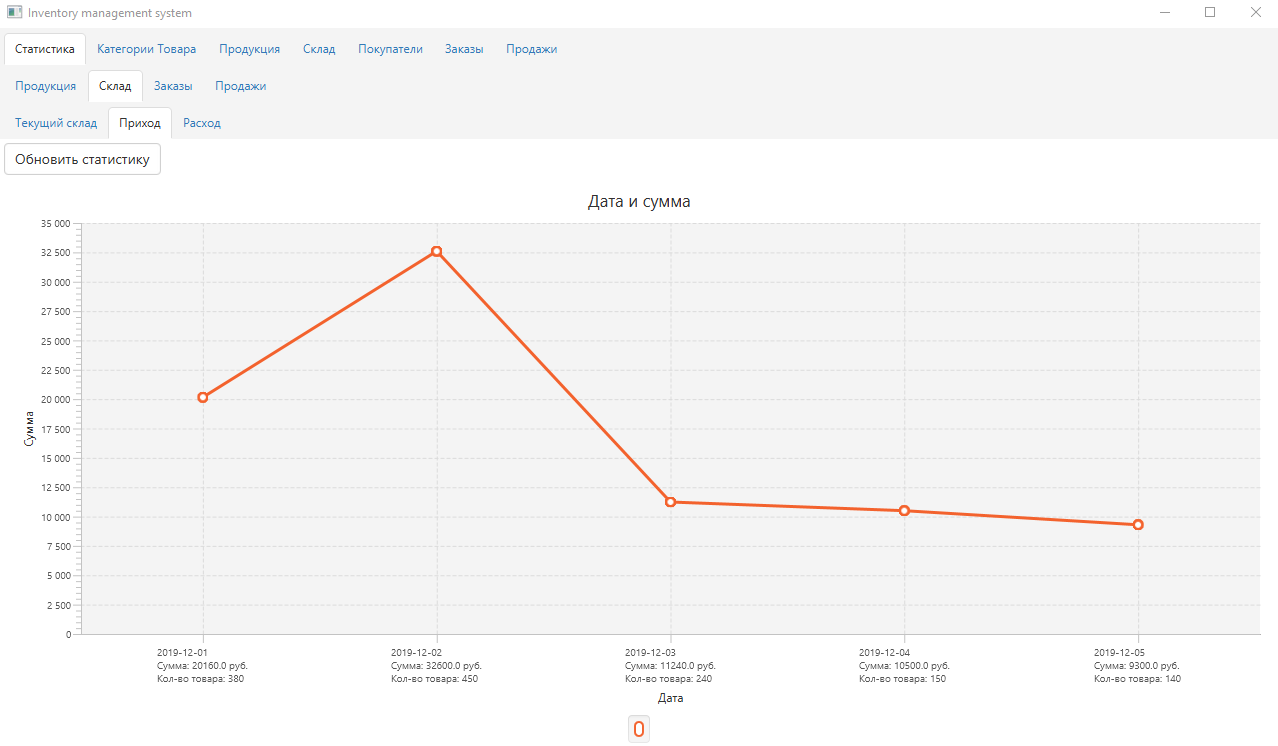 Inventory management system
Статистика Категории Товара Продукция Склад Покупатели Заказы Продажи
Продукция Склад Заказы Продажи
Текущий склад Приход Расход
Обновить статистику
Дата и сумма
35 000
32 500
30 000
27 500
25 000
22 500
20 000
17 500
15 000
12 500
10 000
7 500
5 000
2 500
0
Сумма
2019-12-01
Сумма: 20160.0 руб.
Кол-во товара: 380
2019-12-02
Сумма: 32600.0 руб.
Кол-во товара: 450
2019-12-03
Сумма: 11240.0 руб.
Кол-во товара: 240
2019-12-04
Сумма: 10500.0 руб.
Кол-во товара: 150
2019-12-05
Сумма: 9300.0 руб.
Кол-во товара: 140
Дата